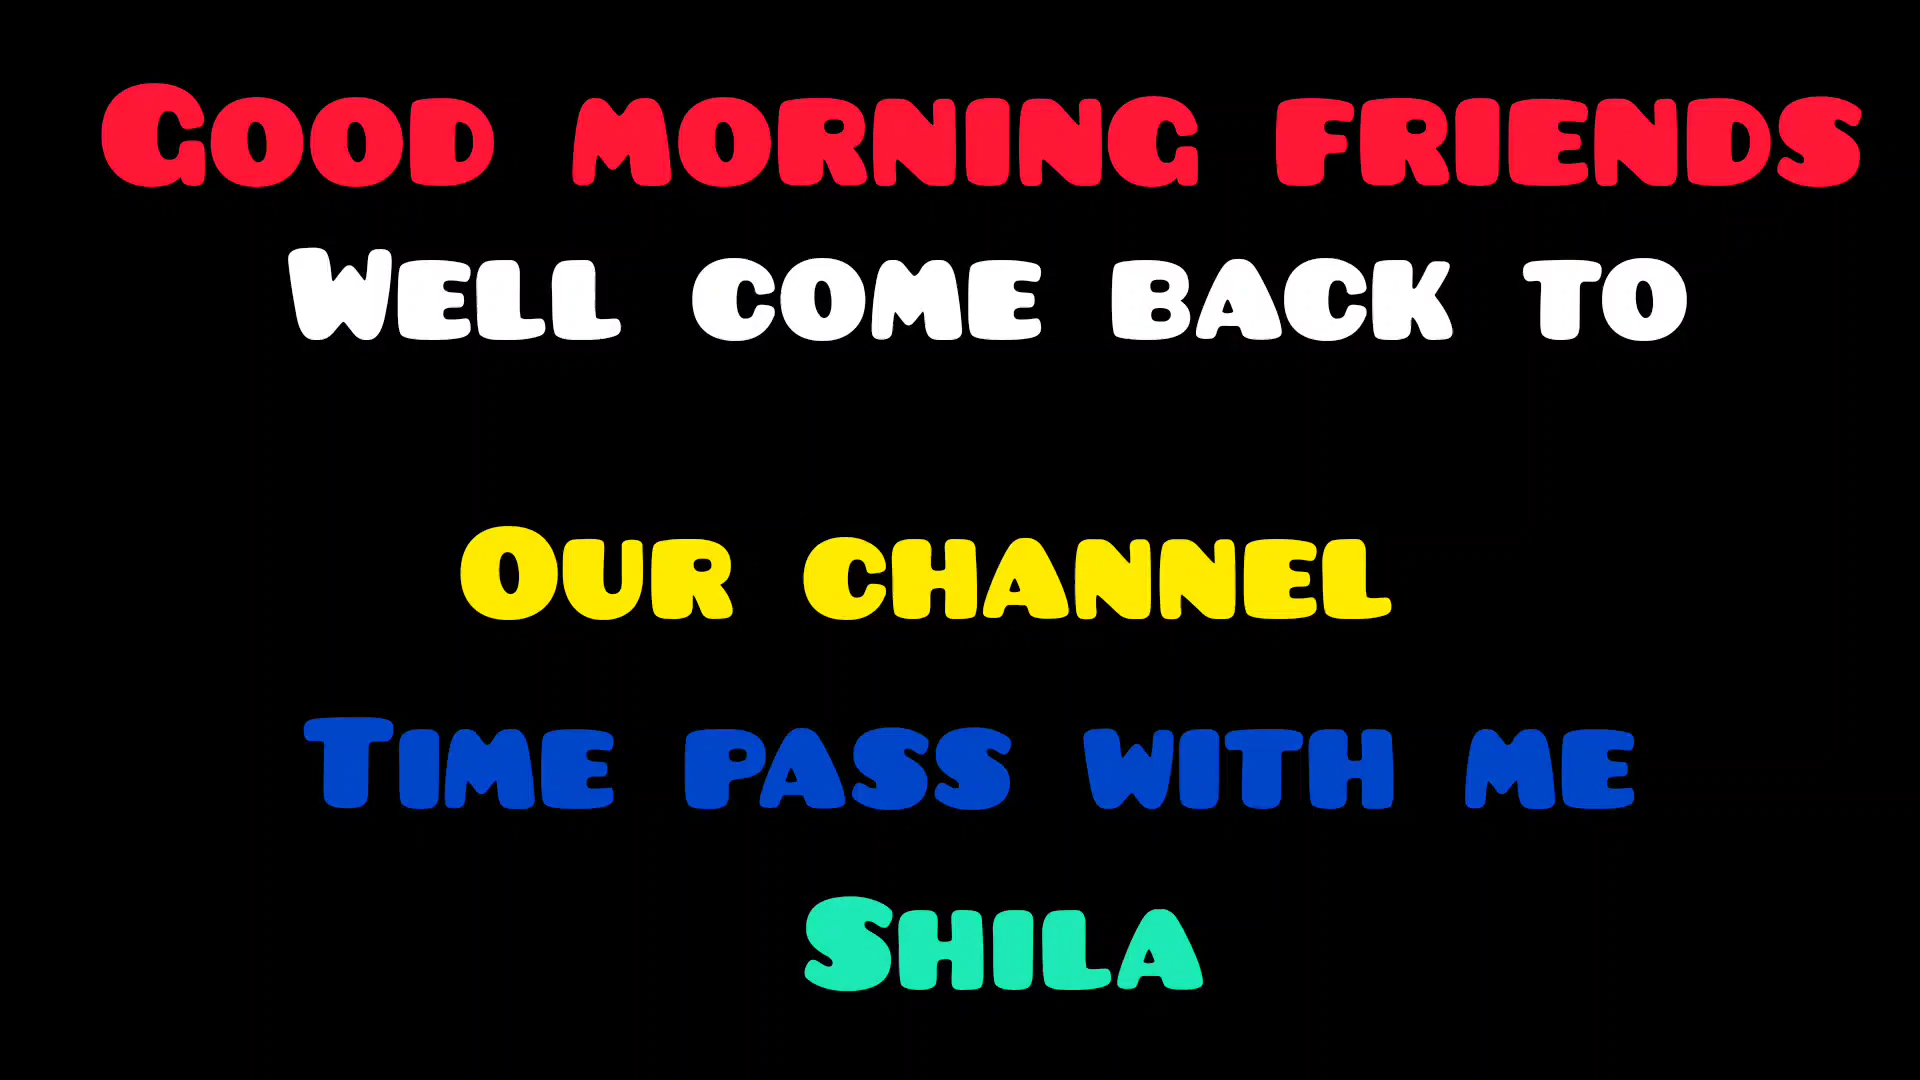 Good morning friends
Well come back to
Our channel
Time pass with me
Shila